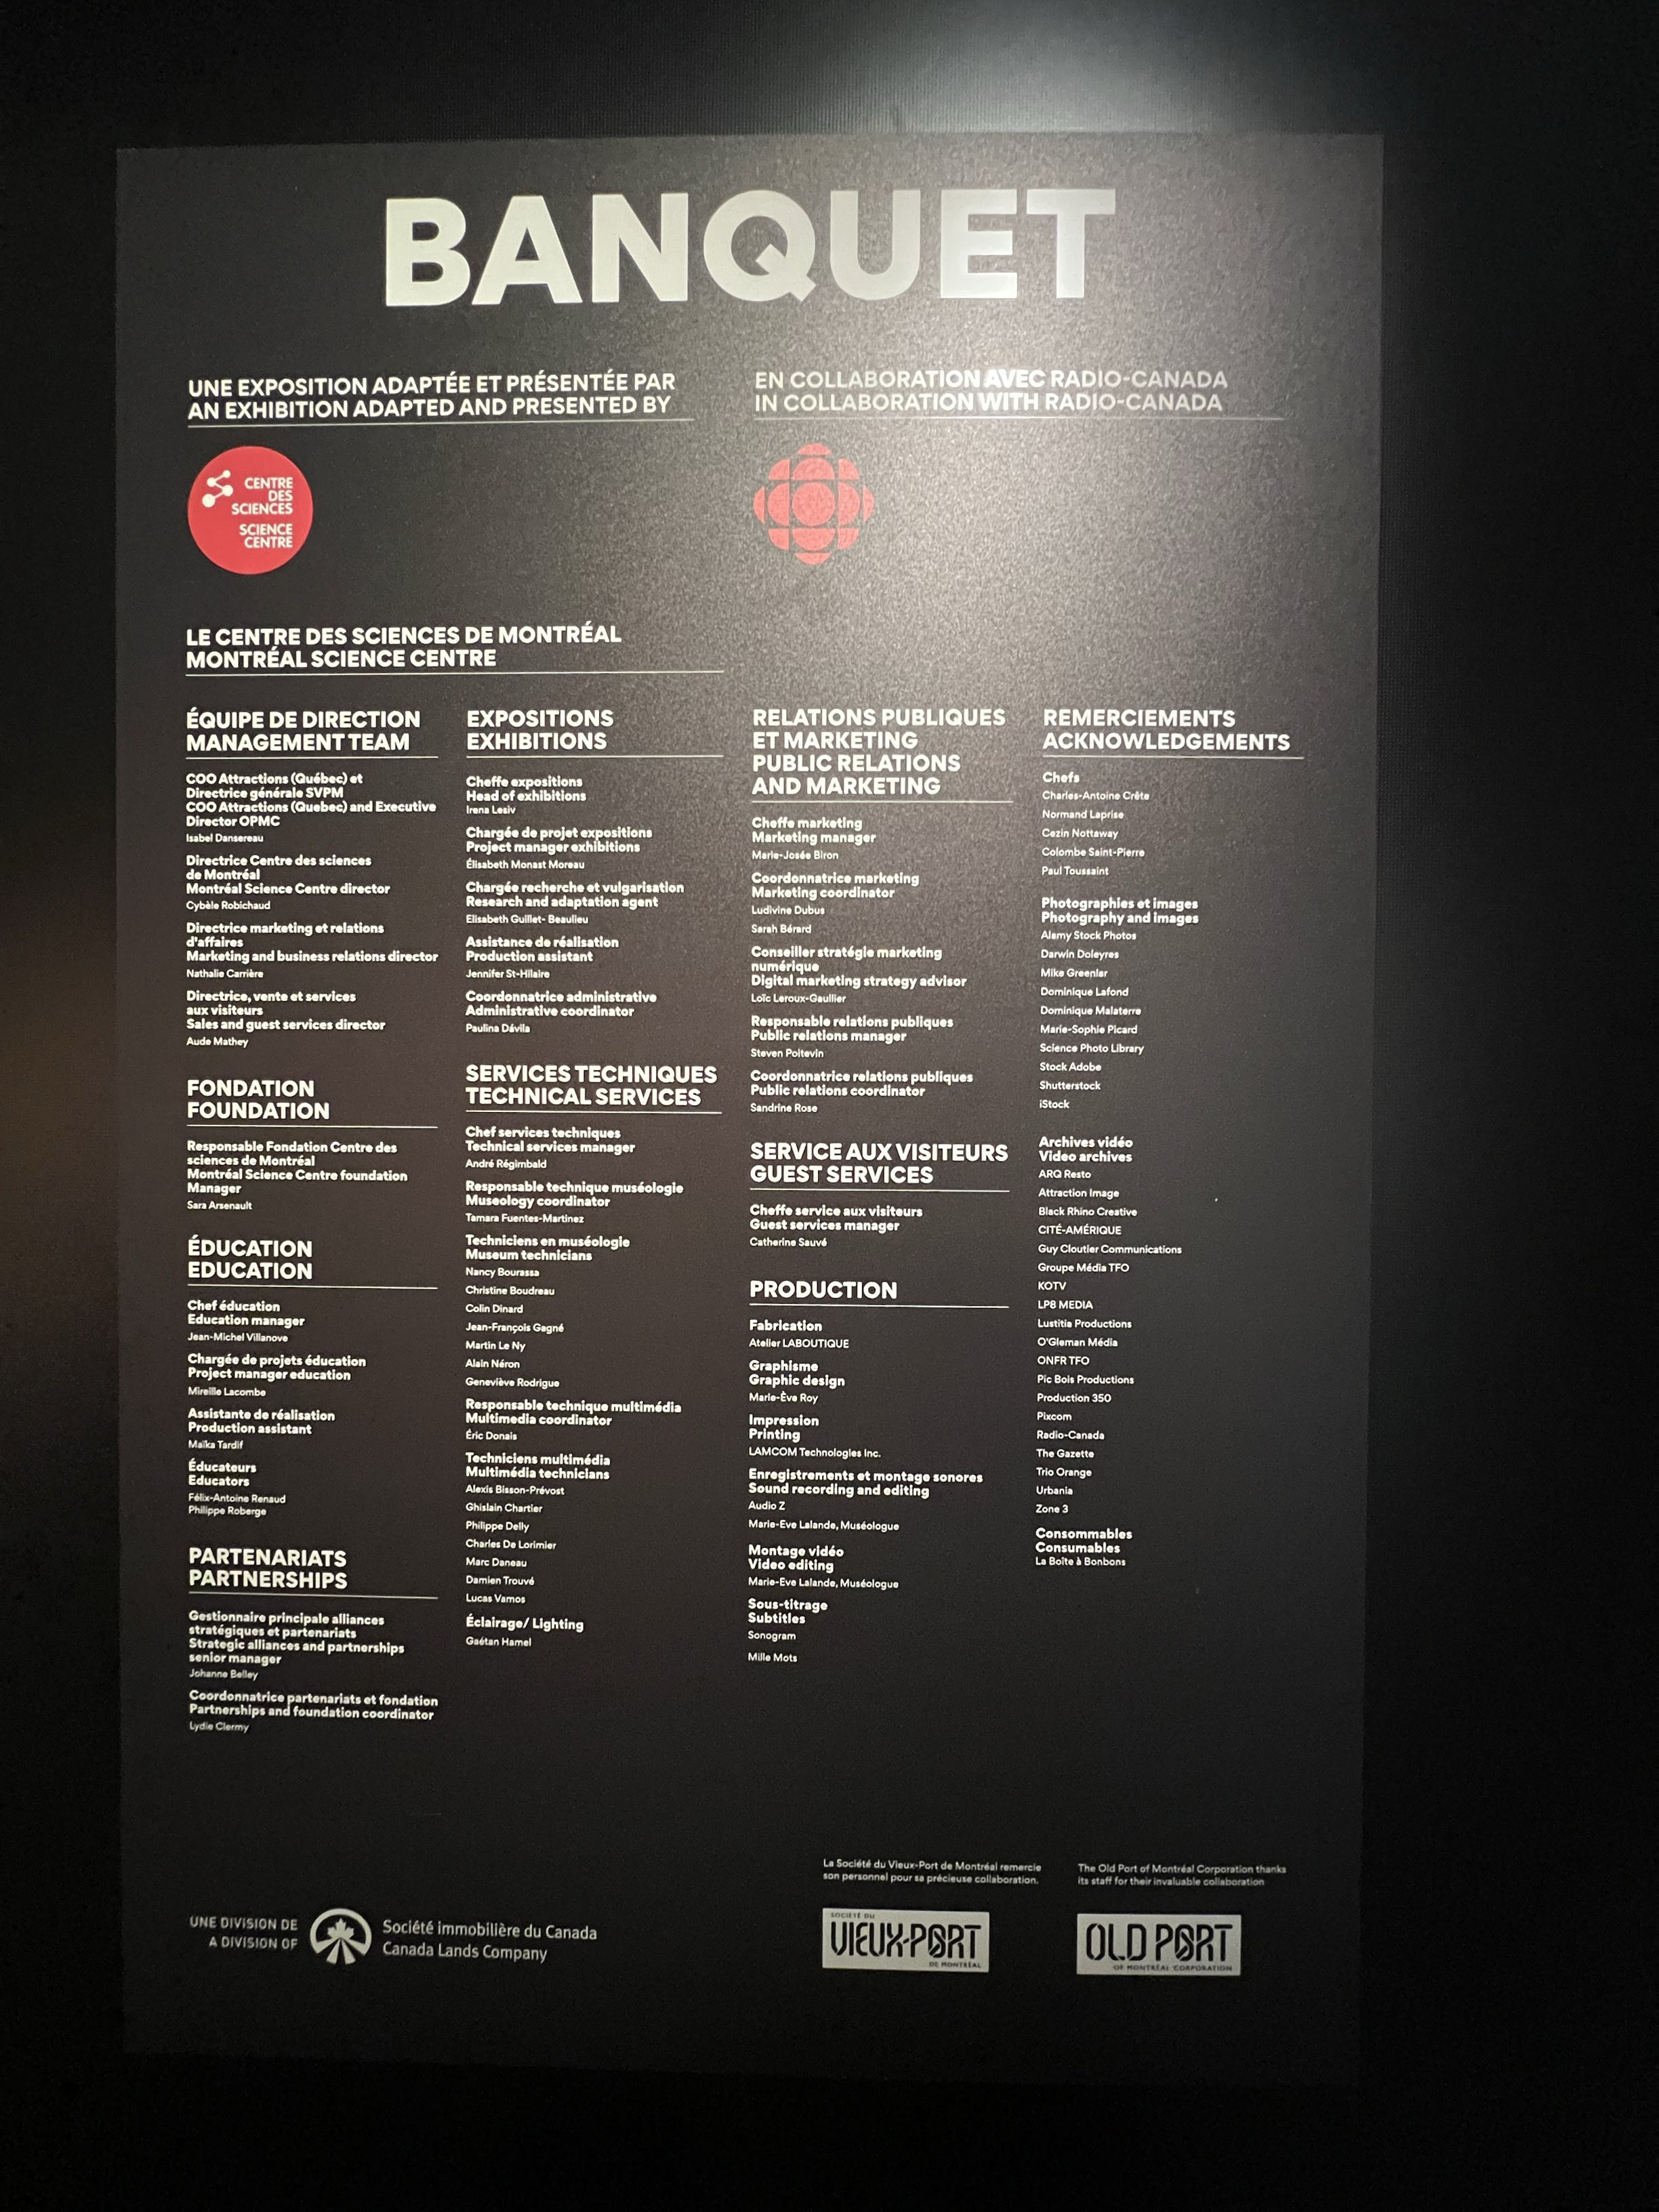 BANQUET
UNE EXPOSITION ADAPTÉE ET PRÉSENTÉE PAR
AN EXHIBITION ADAPTED AND PRESENTED BY
CENTRE
DES
SCIENCES
SCIENCE
CENTRE
EN COLLABORATION AVEC RADIO-CANADA
IN COLLABORATION WITH RADIO-CANADA
LE CENTRE DES SCIENCES DE MONTRÉAL
MONTRÉAL SCIENCE CENTRE
ÉQUIPE DE DIRECTION
MANAGEMENT TEAM
COO Attractions (Québec) et
Directrice générale SVPM
COO Attractions (Quebec) and Executive
Director OPMC
Isabel Dansereau
Directrice Centre des sciences
de Montréal
Montréal Science Centre director
Cybèle Robichaud
Directrice marketing et relations
d'affaires
Marketing and business relations director
Nathalie Carrière
Directrice, vente et services
aux visiteurs
Sales and guest services director
Aude Mathey
FONDATION
FOUNDATION
Responsable Fondation Centre des
sciences de Montréal
Montréal Science Centre foundation
Manager
Sara Arsenault
ÉDUCATION
EDUCATION
Chef éducation
Education manager
Jean-Michel Villanove
Chargée de projets éducation
Project manager education
Mireille Lacombe
Assistante de réalisation
Production assistant
Maïka Tardif
Éducateurs
Educators
Félix-Antoine Renaud
Philippe Roberge
PARTENARIATS
PARTNERSHIPS
Gestionnaire principale alliances
stratégiques et partenariats
Strategic alliances and partnerships
senior manager
Johanne Belley
Coordonnatrice partenariats et fondation
Partnerships and foundation coordinator
Lydie Clermy
EXPOSITIONS
EXHIBITIONS
Cheffe expositions
Head of exhibitions
Irena Lesiv
Chargée de projet expositions
Project manager exhibitions
Élisabeth Monast Moreau
Chargée recherche et vulgarisation
Research and adaptation agent
Elisabeth Guillet- Beaulieu
Assistance de réalisation
Production assistant
Jennifer St-Hilaire
Coordonnatrice administrative
Administrative coordinator
Paulina Dávila
SERVICES TECHNIQUES
TECHNICAL SERVICES
Chef services techniques
Technical services manager
André Régimbald
Responsable technique muséologie
Museology coordinator
Tamara Fuentes-Martinez
Techniciens en muséologie
Museum technicians
Nancy Bourassa
Christine Boudreau
Colin Dinard
Jean-François Gagné
Martin Le Ny
Alain Néron
Geneviève Rodrigue
Responsable technique multimédia
Multimedia coordinator
Éric Donais
Techniciens multimédia
Multimédia technicians
Alexis Bisson-Prévost
Ghislain Chartier
Philippe Delly
Charles De Lorimier
Marc Daneau
Damien Trouvé
Lucas Vamos
Éclairage/ Lighting
Gaétan Hamel
RELATIONS PUBLIQUES
ET MARKETING
PUBLIC RELATIONS
AND MARKETING
Cheffe marketing
Marketing manager
Marie-Josée Biron
Coordonnatrice marketing
Marketing coordinator
Ludivine Dubus
Sarah Bérard
Conseiller stratégie marketing
numérique
Digital marketing strategy advisor
Loïc Leroux-Gaullier
Responsable relations publiques
Public relations manager
Steven Poitevin
Coordonnatrice relations publiques
Public relations coordinator
Sandrine Rose
SERVICE AUX VISITEURS
GUEST SERVICES
Cheffe service aux visiteurs
Guest services manager
Catherine Sauvé
PRODUCTION
Fabrication
Atelier LABOUTIQUE
Graphisme
Graphic design
Marie-Ève Roy
Impression
Printing
LAMCOM Technologies Inc.
Enregistrements et montage sonores
Sound recording and editing
Audio Z
Marie-Eve Lalande, Muséologue
Montage vidéo
Video editing
Marie-Eve Lalande, Muséologue
Sous-titrage
Subtitles
Sonogram
Mille Mots
REMERCIEMENTS
ACKNOWLEDGEMENTS
Chefs
Charles-Antoine Crête
Normand Laprise
Cezin Nottaway
Colombe Saint-Pierre
Paul Toussaint
Photographies et images
Photography and images
Alamy Stock Photos
Darwin Doleyres
Mike Greenlar
Dominique Lafond
Dominique Malaterre
Marie-Sophie Picard
Science Photo Library
Stock Adobe
Shutterstock
iStock
Archives vidéo
Video archives
ARQ Resto
Attraction Image
Black Rhino Creative
CITÉ-AMÉRIQUE
Guy Cloutier Communications
Groupe Média TFO
KOTV
LP8 MEDIA
Lustitia Productions
O'Gleman Média
ONFR TFO
Pic Bois Productions
Production 350
Pixcom
Radio-Canada
The Gazette
Trio Orange
Urbania
Zone 3
Consommables
Consumables
La Boîte à Bonbons
UNE DIVISION DE
A DIVISION OF
Société immobilière du Canada
Canada Lands Company
La Société du Vieux-Port de Montréal remercie
son personnel pour sa précieuse collaboration.
SOCIÉTÉ DU
VIEUX-PORT
DE MONTRÉAL
The Old Port of Montréal Corporation thanks
its staff for their invaluable collaboration
OLD PORT
OF MONTRÉAL CORPORATION